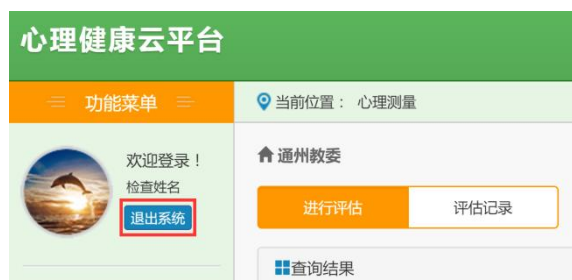 心理健康云平台
功能菜单
当前位置： 心理测量
欢迎登录！
检查姓名
退出系统
通州教委
进行评估
评估记录
查询结果